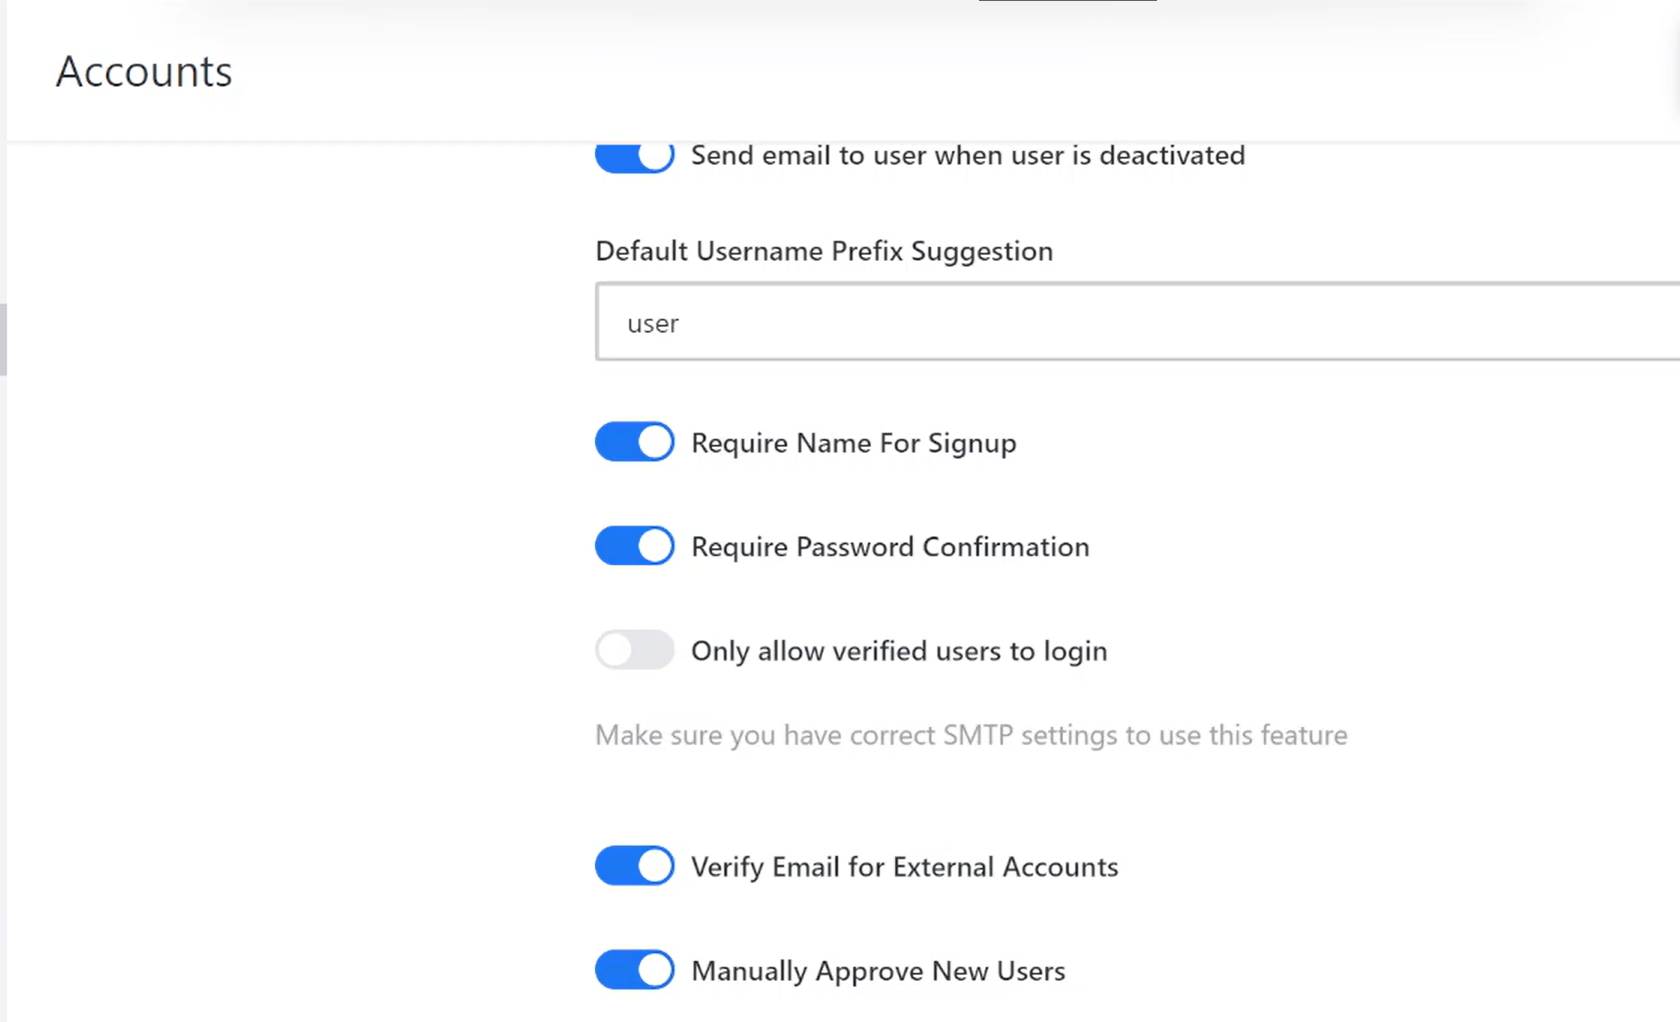 Accounts
Send email to user when user is deactivated
Default Username Prefix Suggestion
user
Require Name For Signup
Require Password Confirmation
Only allow verified users to login
Make sure you have correct SMTP settings to use this feature
Verify Email for External Accounts
Manually Approve New Users